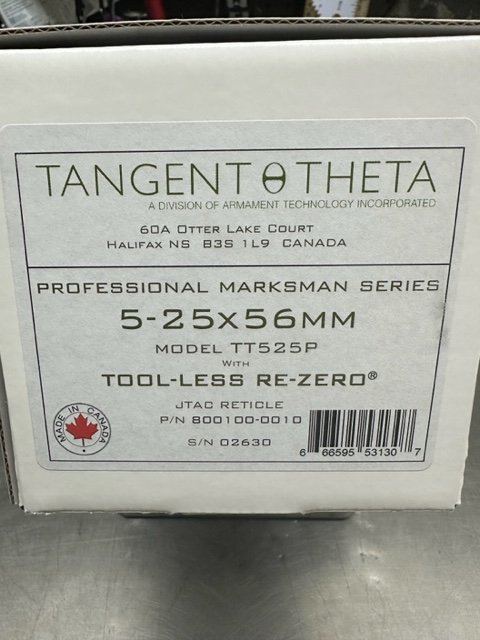 TANGENT θ THETA
A DIVISION OF ARMAMENT TECHNOLOGY INCORPORATED
60A OTTER LAKE COURT
HALIFAX NS B3S 1L9 CANADA
PROFESSIONAL MARKSMAN SERIES
5-25X56MM
MODEL TT525P
WITH
TOOL-LESS RE-ZERO®
JTAC RETICLE
P/N 800100-0010
S/N 02630
MADE IN CANADA
6 66595 53130 7